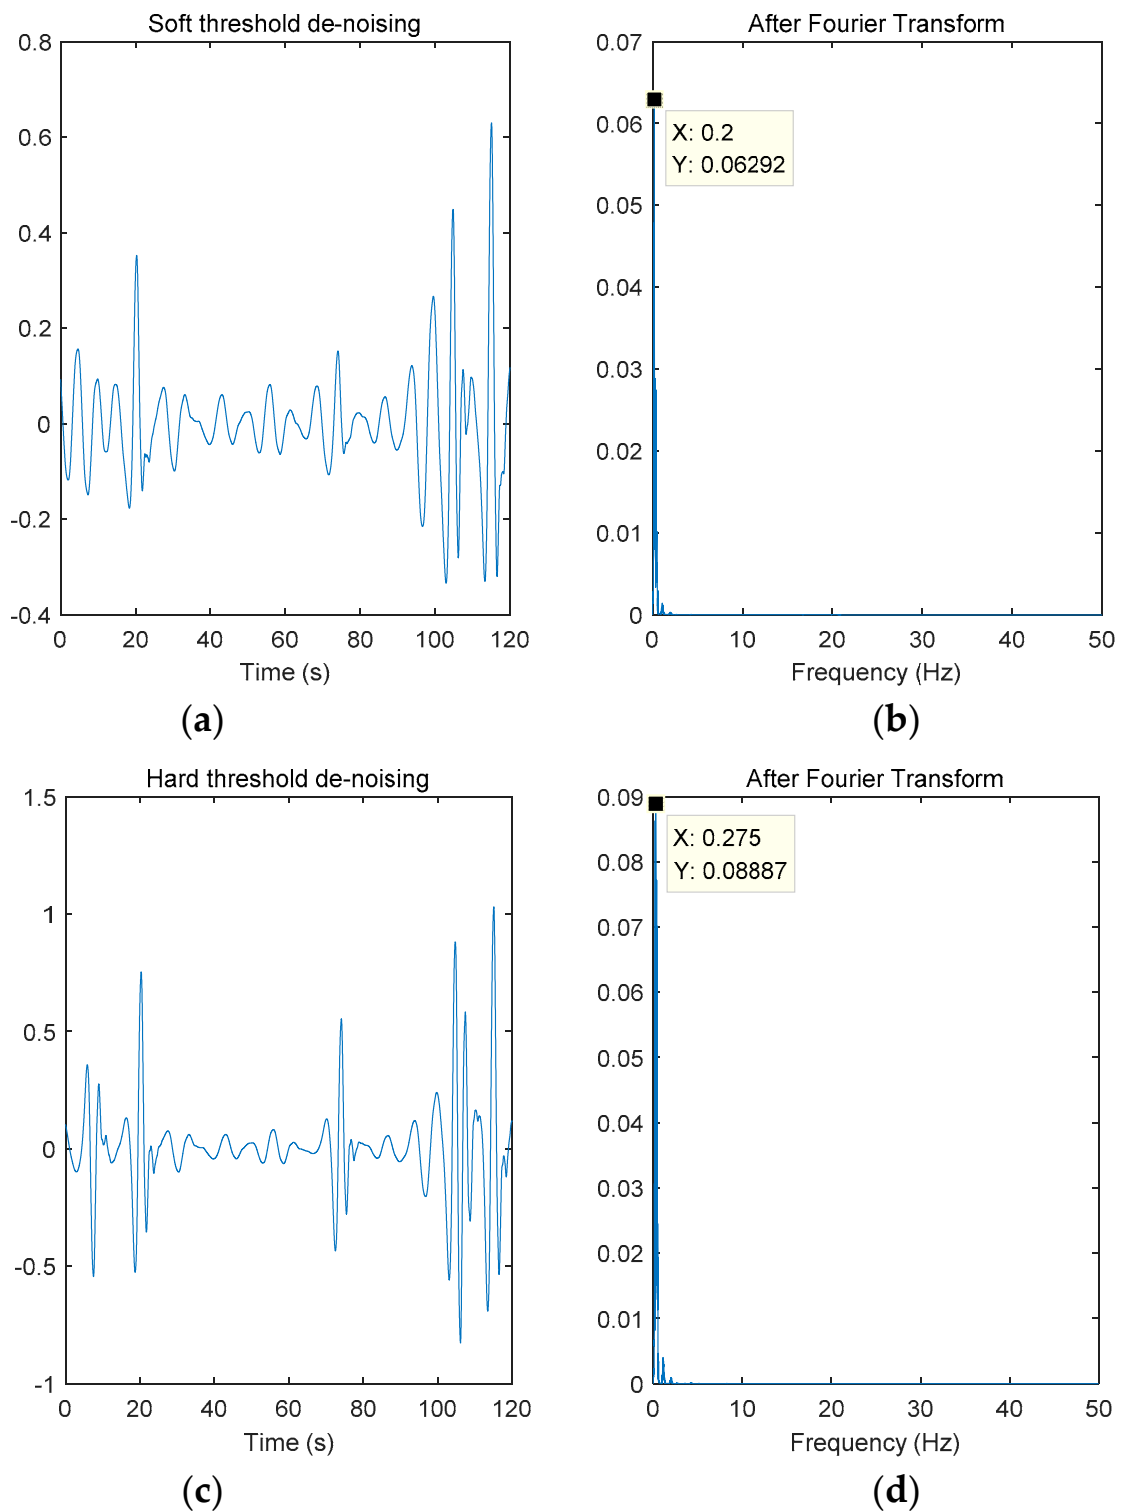 Soft threshold de-noising
0.8
0.6
0.4
0.2
0
-0.2
-0.4
0 20 40 60 80 100 120
Time (s)
(a)
After Fourier Transform
0.07
0.06
0.05
0.04
0.03
0.02
0.01
0
X: 0.2
Y: 0.06292
0 10 20 30 40 50
Frequency (Hz)
(b)
Hard threshold de-noising
1.5
1
0.5
0
-0.5
-1
0 20 40 60 80 100 120
Time (s)
(c)
After Fourier Transform
0.09
0.08
0.07
0.06
0.05
0.04
0.03
0.02
0.01
0
X: 0.275
Y: 0.08887
0 10 20 30 40 50
Frequency (Hz)
(d)